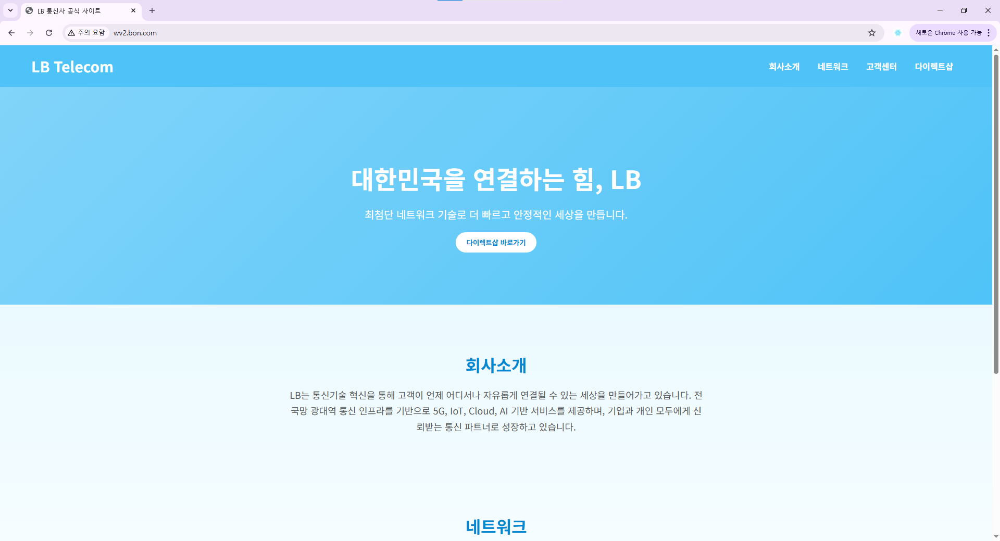 LB 통신사 공식 사이트
주의 요함
wv2.bon.com
새로운 Chrome 사용 가능
LB Telecom
회사소개
네트워크
고객센터
다이렉트샵
대한민국을 연결하는 힘, LB
최첨단 네트워크 기술로 더 빠르고 안정적인 세상을 만듭니다.
다이렉트샵 바로가기
회사소개
LB는 통신기술 혁신을 통해 고객이 언제 어디서나 자유롭게 연결될 수 있는 세상을 만들어가고 있습니다. 전
국망 광대역 통신 인프라를 기반으로 5G, IoT, Cloud, AI 기반 서비스를 제공하며, 기업과 개인 모두에게 신
뢰받는 통신 파트너로 성장하고 있습니다.
네트워크